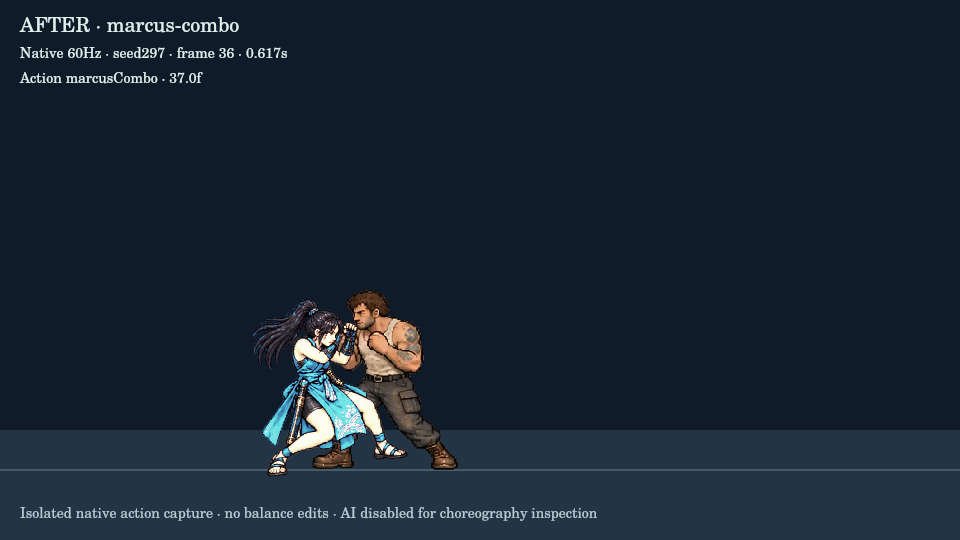 AFTER · marcus-combo
Native 60Hz · seed297 · frame 36 · 0.617s
Action marcusCombo · 37.0f
Isolated native action capture · no balance edits · AI disabled for choreography inspection